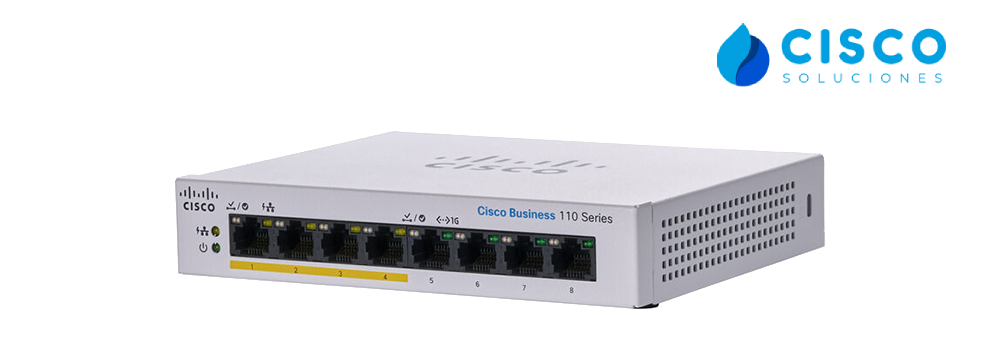 CISCO
SOLUCIONES
CISCO
CISCO
Cisco Business 110 Series
1G
1 2 3 4 5 6 7 8